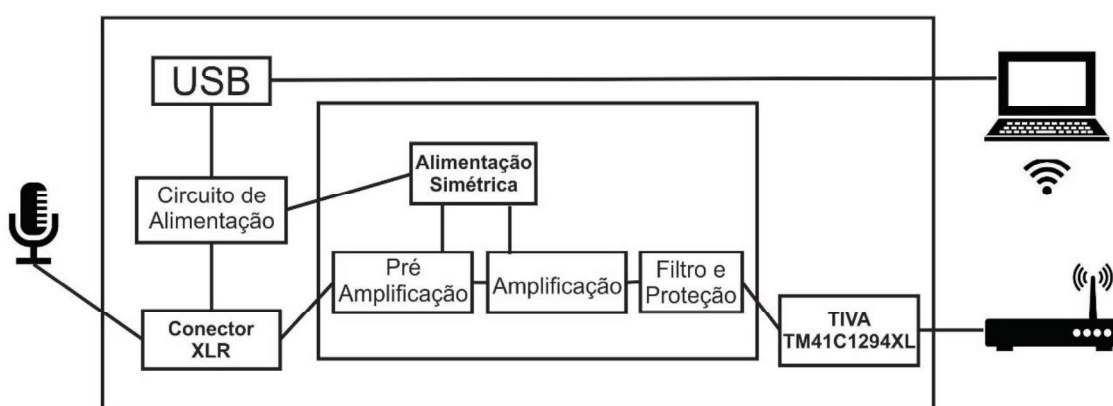 USB
Alimentação
Simétrica
Circuito de
Alimentação
Pré
Amplificação
Amplificação
Filtro e
Proteção
Conector
XLR
TIVA
TM41C1294XL